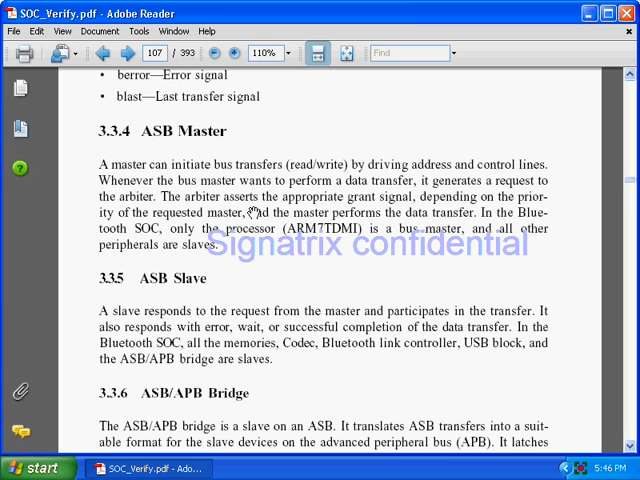 SOC_Verify.pdf - Adobe Reader
File Edit View Document Tools Window Help
107 / 393 110% Find
• berror—Error signal
• blast—Last transfer signal
3.3.4 ASB Master
A master can initiate bus transfers (read/write) by driving address and control lines.
Whenever the bus master wants to perform a data transfer, it generates a request to
the arbiter. The arbiter asserts the appropriate grant signal, depending on the prior-
ity of the requested master, and the master performs the data transfer. In the Blue-
tooth SOC, only the processor (ARM7TDMI) is a bus master, and all other
peripherals are slaves.
Signatrix confidential
3.3.5 ASB Slave
A slave responds to the request from the master and participates in the transfer. It
also responds with error, wait, or successful completion of the data transfer. In the
Bluetooth SOC, all the memories, Codec, Bluetooth link controller, USB block, and
the ASB/APB bridge are slaves.
3.3.6 ASB/APB Bridge
The ASB/APB bridge is a slave on an ASB. It translates ASB transfers into a suit-
able format for the slave devices on the advanced peripheral bus (APB). It latches
start SOC_Verify.pdf - Ado... 5:46 PM